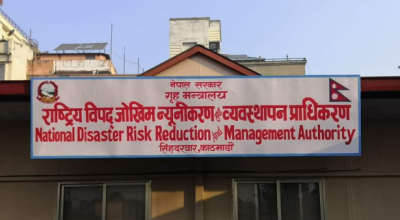 नेपाल सरकार
गृह मन्त्रालय
राष्ट्रिय विपद् जोखिम न्यूनीकरण तथा व्यवस्थापन प्राधिकरण
National Disaster Risk Reduction and Management Authority
सिंहदरबार, काठमाडौं